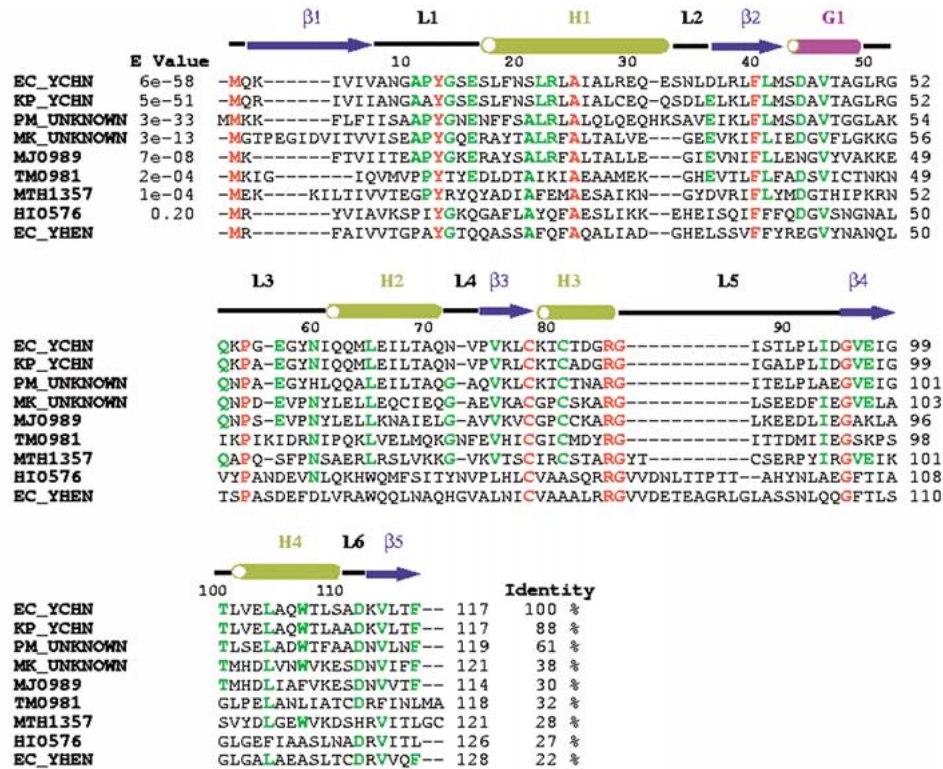 β1 L1 H1 L2 β2 G1
E Value 10 20 30 40 50
EC_YCHN 6e-58 -MQK------IVIVANGAPYGSESLFNSLRLAIALREQ-ESNLDLRLFLMSDAVTAGLRG 52
KP_YCHN 5e-51 -MQR------IVIIANGAAYGSESLFNSLRLAIALCEQ-QSDLELKLFLMSDAVTAGLRG 52
PM_UNKNOWN 3e-33 MMKK------FLFIISAAPYGNENFFSALRLALQLQEQHKSAVEIKLFLMSDAVTGGLAK 54
MK_UNKNOWN 3e-13 -MGTPEGIDVITVVISEAPYGQERAYTALRFALTALVE---GEEVKIFLIEDGVFLGKKG 56
MJ0989 7e-08 -MK-------FTVIITEAPYGKERAYSALRFALTALLE---GIEVNIFLLENGVYVAKKE 49
TM0981 2e-04 -MKIG------IQVMVPPYTYEDLDTAIKIAEAAMEK---GHEVTLFLFADSVICTNKN 49
MTH1357 1e-04 -MEK----KILTIVVTEGPYRYQYADIAFEMAESAIKN---GYDVRIFLYMDGTHIPKRN 52
HI0576 0.20 -MR------YVIAVKSPIYGKQGAFLAYQFAESLIKK--EHEISQIFFFQDGVSNGNAL 50
EC_YHEN -MR------FAIVVTGPAYGTQQASSAFQFAQALIAD--GHELSSVFFYREGVYNANQL 50
L3 H2 L4 β3 H3 L5 β4
60 70 80 90
EC_YCHN QKPG-EGYNIQQMLEILTAQN-VPVKLCKTCTDGRG-----------ISTLPLIDGVEIG 99
KP_YCHN QKPA-EGYNIQQMLEILTAQN-VPVKLCKTCADGRG-----------IGALPLIDGVEIG 99
PM_UNKNOWN QNPA-EGYHLQQALEILTAQG-AQVKLCKTCTNARG-----------ITELPLAEGVEIG 101
MK_UNKNOWN QNPD-EVPNYLELLEQCIEQG-AEVKACGPCSKARG-----------LSEEDFIEGVELA 103
MJ0989 QNPS-EVPNYLELLKNAIELG-AVVKVCGPCCKARG-----------LKEEDLIEGAKLA 96
TM0981 IKPIKIDRNIPQKLVELMQKGNFEVHICGICMDYRG-----------ITTDMIIEGSKPS 98
MTH1357 QAPQ-SFPNSAERLRSLVKKG-VKVTSCIRCSTARGYT---------CSERPYIRGVEIK 101
HI0576 VYPANDEVNLQKHWQMFSITYNVPLHLCVAASQRRGVVDNLTTPTT--AHYNLAEGFTIA 108
EC_YHEN TSPASDEFDLVRAWQQLNAQHGVALNICVAAALRRGVVDETEAGRLGLASSNLQQGFTLS 110
H4 L6 β5
100 110 Identity
EC_YCHN TLVELAQWTLSADKVLTF-- 117 100 %
KP_YCHN TLVELAQWTLAADKVLTF-- 117 88 %
PM_UNKNOWN TLSELADWTFAADNVLNF-- 119 61 %
MK_UNKNOWN TMHDLVNWVKESDNVIFF-- 121 38 %
MJ0989 TMHDLIAFVKESDNVVTF-- 114 30 %
TM0981 GLPELANLIATCDRFINLMA 118 32 %
MTH1357 SVYDLGEWVKDSHRVITLGC 121 28 %
HI0576 GLGEFIAASLNADRVITL-- 126 27 %
EC_YHEN GLGALAEASLTCDRVVQF-- 128 22 %